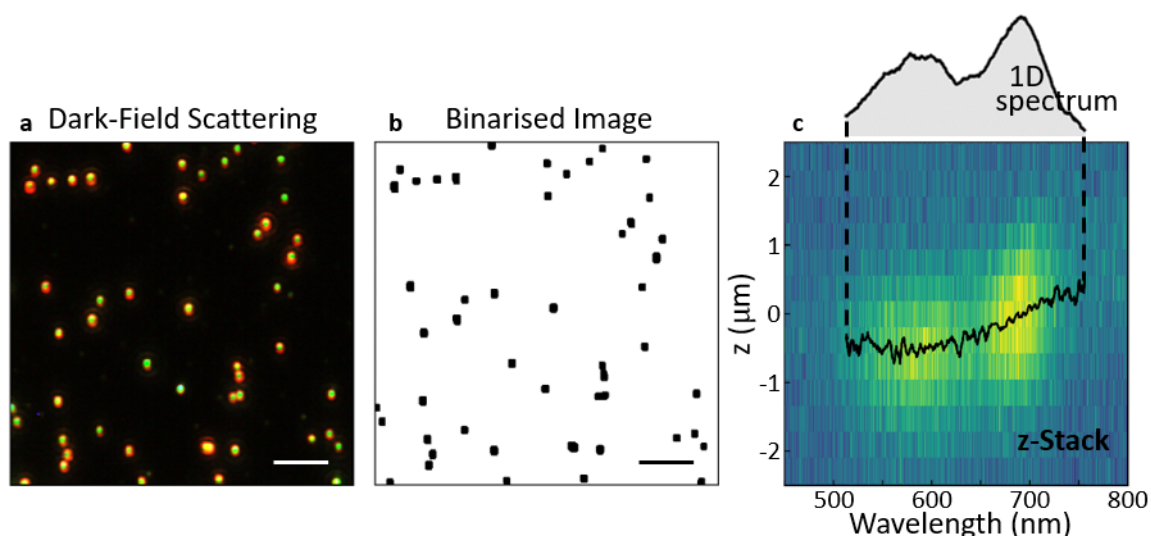 a Dark-Field Scattering
b Binarised Image
c
1D
spectrum
z (µm)
2
1
0
-1
-2
z-Stack
500 600 700 800
Wavelength (nm)